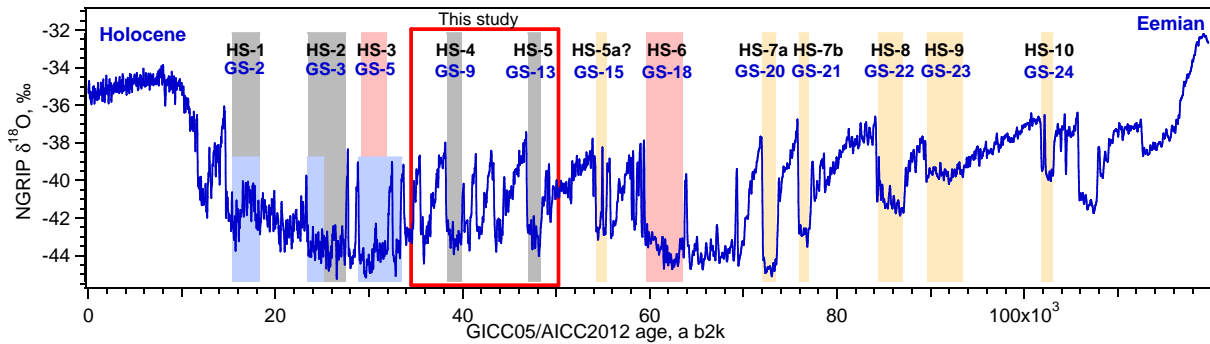 This study
-32
Holocene
Eemian
HS-1 HS-2 HS-3 HS-4 HS-5 HS-5a? HS-6 HS-7a HS-7b HS-8 HS-9 HS-10
GS-2 GS-3 GS-5 GS-9 GS-13 GS-15 GS-18 GS-20 GS-21 GS-22 GS-23 GS-24
-34
-36
-38
-40
-42
-44
NGRIP δ18O, ‰
0 20 40 60 80 100x10³
GICC05/AICC2012 age, a b2k